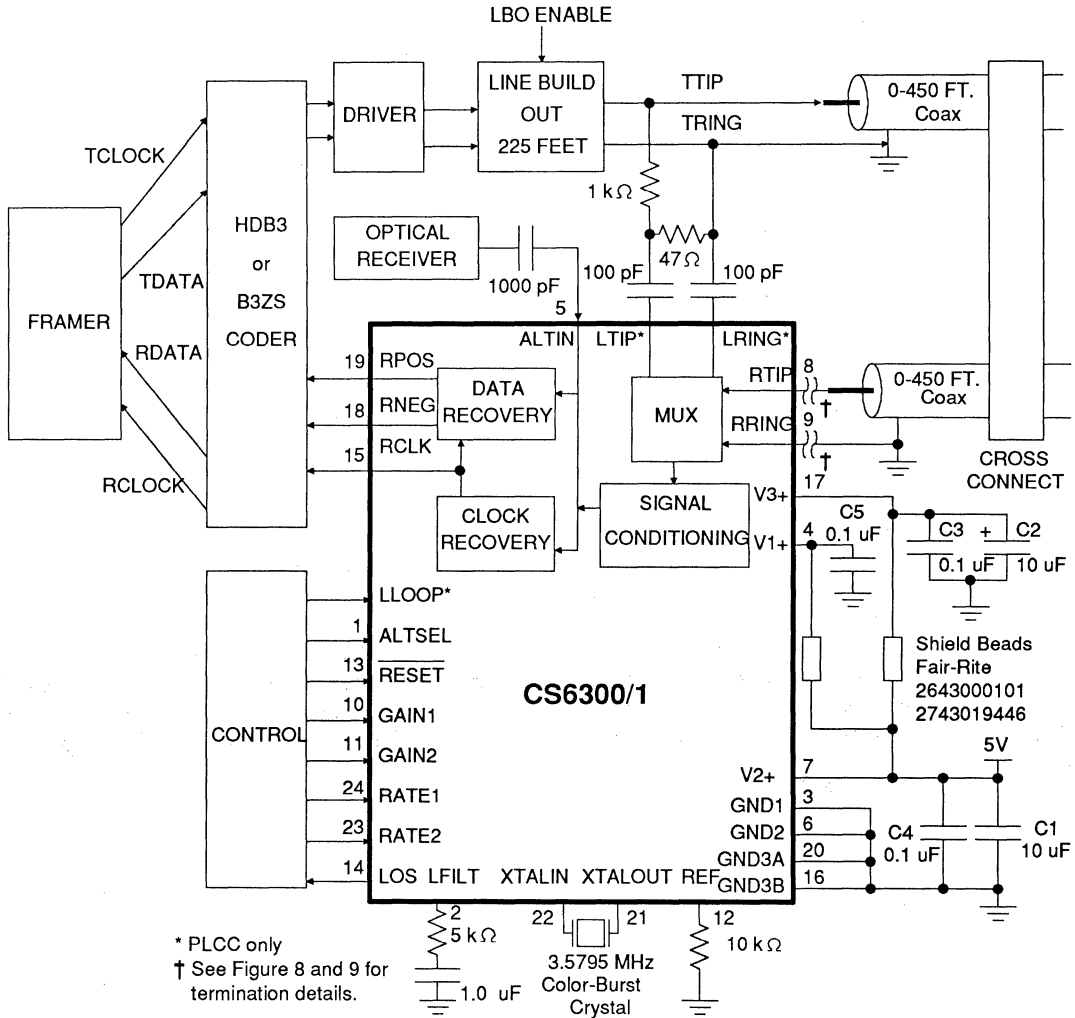 LBO ENABLE
DRIVER
LINE BUILD
OUT
225 FEET
TTIP
TRING
0-450 FT.
Coax
TCLOCK
1 kΩ
HDB3
or
B3ZS
CODER
OPTICAL
RECEIVER
1000 pF
47Ω
100 pF
100 pF
TDATA
FRAMER
RDATA
RCLOCK
5
ALTIN
LTIP*
LRING*
19
RPOS
18
RNEG
15
RCLK
DATA
RECOVERY
MUX
RTIP
8
†
RRING
9
†
0-450 FT.
Coax
CROSS
CONNECT
CLOCK
RECOVERY
SIGNAL
CONDITIONING
17
V3+
4
V1+
C5
0.1 uF
C3
0.1 uF
+
C2
10 uF
CONTROL
LLOOP*
1
ALTSEL
13
RESET
10
GAIN1
11
GAIN2
24
RATE1
23
RATE2
14
LOS
CS6300/1
Shield Beads
Fair-Rite
2643000101
2743019446
5V
V2+
7
GND1
3
GND2
6
GND3A
20
GND3B
16
C4
0.1 uF
C1
10 uF
LFILT
XTALIN
XTALOUT
REF
2
5 kΩ
1.0 uF
22
21
3.5795 MHz
Color-Burst
Crystal
12
10 kΩ
* PLCC only
† See Figure 8 and 9 for
termination details.